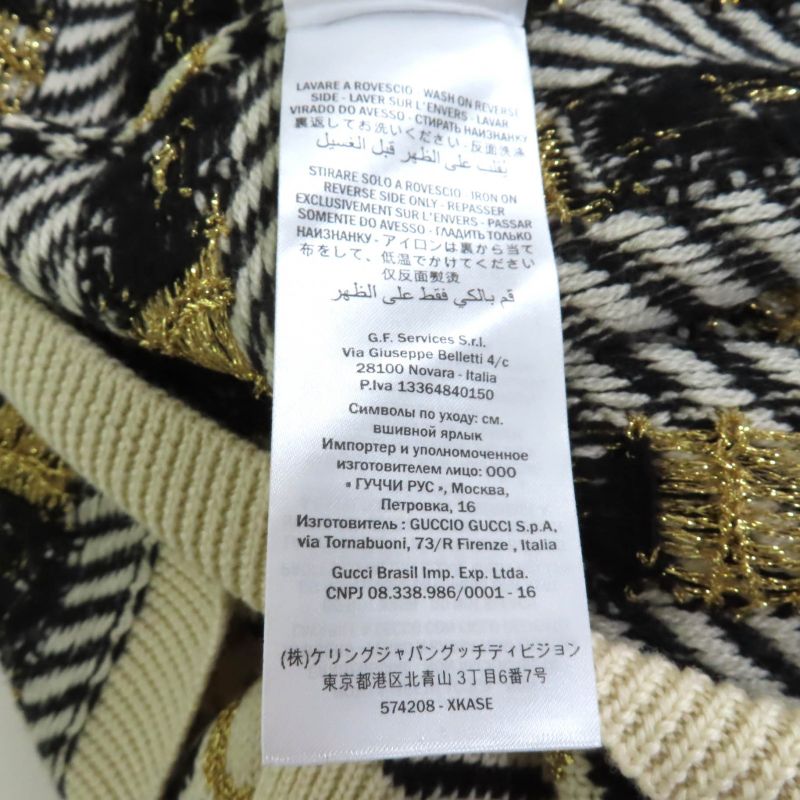 LAVARE A ROVESCIO - WASH ON REVERSE
SIDE - LAVER SUR L'ENVERS - LAVAR
VIRADO DO AVESSO - СТИРАТЬ НАИЗНАНКУ
裏返してお洗いください - 反面洗涤
يُقلب على الظهر قبل الغسيل
STIRARE SOLO A ROVESCIO - IRON ON
REVERSE SIDE ONLY - REPASSER
EXCLUSIVEMENT SUR L'ENVERS - PASSAR
SOMENTE DO AVESSO - ГЛАДИТЬ ТОЛЬКО
НАИЗНАНКУ - アイロンは裏から当て
布をして、低温でかけてください
仅反面熨烫
قم بالكي فقط على الظهر
G.F. Services S.r.l.
Via Giuseppe Belletti 4/c
28100 Novara - Italia
P.Iva 13364840150
Символы по уходу: см.
вшивной ярлык
Импортер и уполномоченное
изготовителем лицо: ООО
« ГУЧЧИ РУС », Москва,
Петровка, 16
Изготовитель : GUCCIO GUCCI S.p.A.
via Tornabuoni, 73/R Firenze , Italia
Gucci Brasil Imp. Exp. Ltda.
CNPJ 08.338.986/0001 - 16
(株)ケリングジャパングッチディビジョン
東京都港区北青山 3丁目6番7号
574208 - XKASE